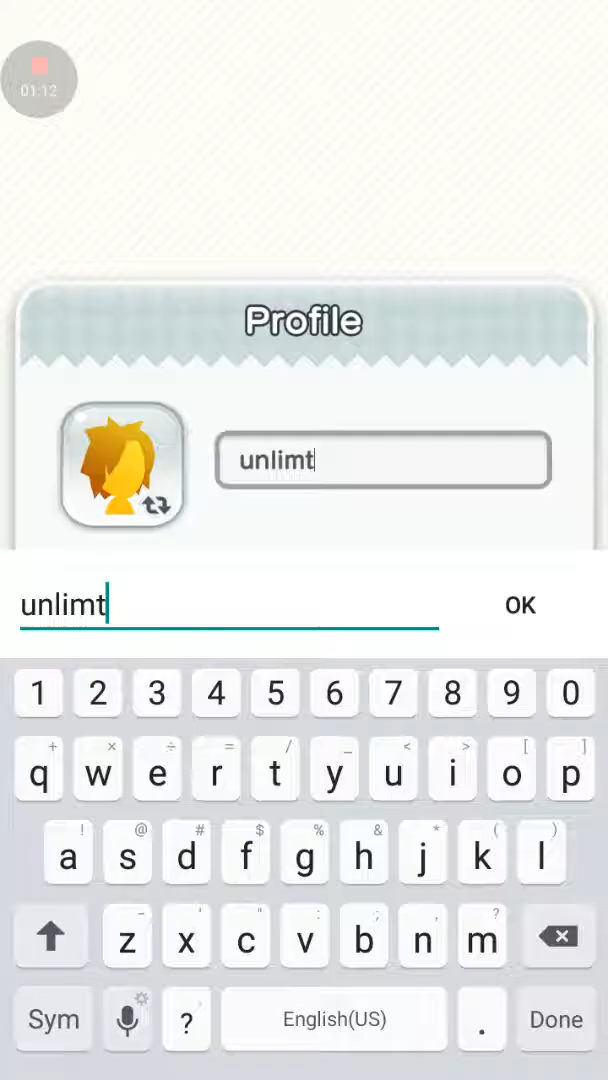 01:12
Profile
unlimt
unlimt
OK
1 2 3 4 5 6 7 8 9 0
+ × ÷ = / _ < > [ ]
q w e r t y u i o p
! @ # $ % & * ( )
a s d f g h j k l
- ' " : ; , ?
z x c v b n m
Sym ? English(US) . Done